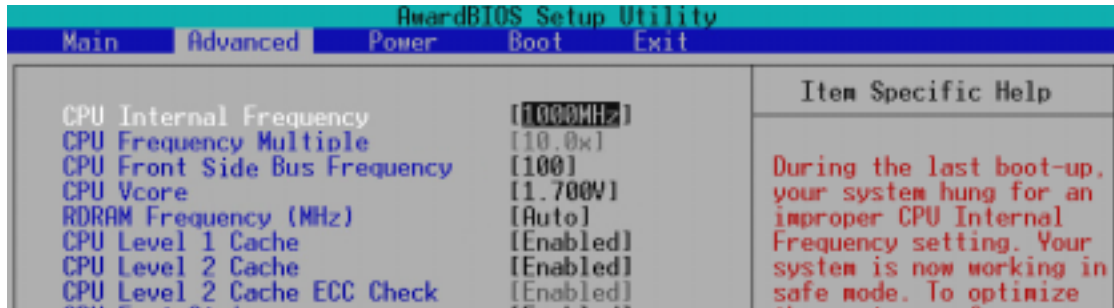 AwardBIOS Setup Utility
Main Advanced Power Boot Exit
Item Specific Help
CPU Internal Frequency [1000MHz]
CPU Frequency Multiple [10.0x]
CPU Front Side Bus Frequency [100]
CPU Vcore [1.700V]
RDRAM Frequency (MHz) [Auto]
CPU Level 1 Cache [Enabled]
CPU Level 2 Cache [Enabled]
CPU Level 2 Cache ECC Check [Enabled]
During the last boot-up,
your system hung for an
improper CPU Internal
Frequency setting. Your
system is now working in
safe mode. To optimize